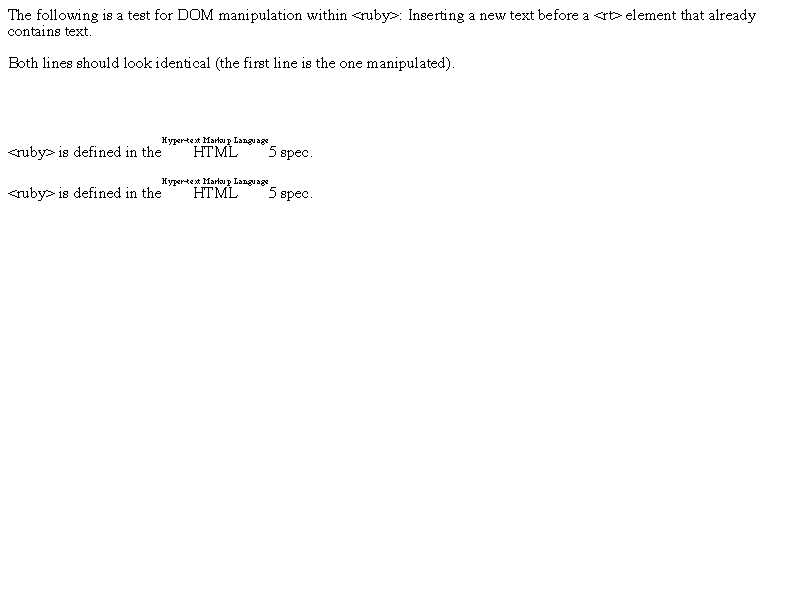 The following is a test for DOM manipulation within <ruby>: Inserting a new text before a <rt> element that already
contains text.
Both lines should look identical (the first line is the one manipulated).
Hyper-text Markup Language
<ruby> is defined in the HTML 5 spec.
Hyper-text Markup Language
<ruby> is defined in the HTML 5 spec.